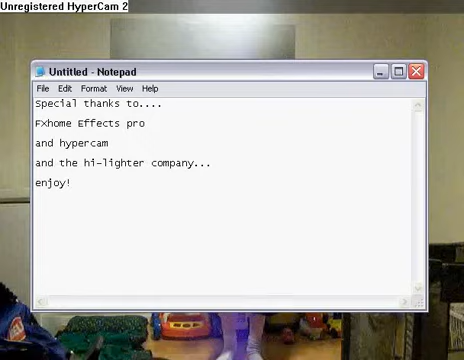 Unregistered HyperCam 2
Untitled - Notepad
File Edit Format View Help
Special thanks to....
FXhome Effects pro
and hypercam
and the hi-lighter company...
enjoy!